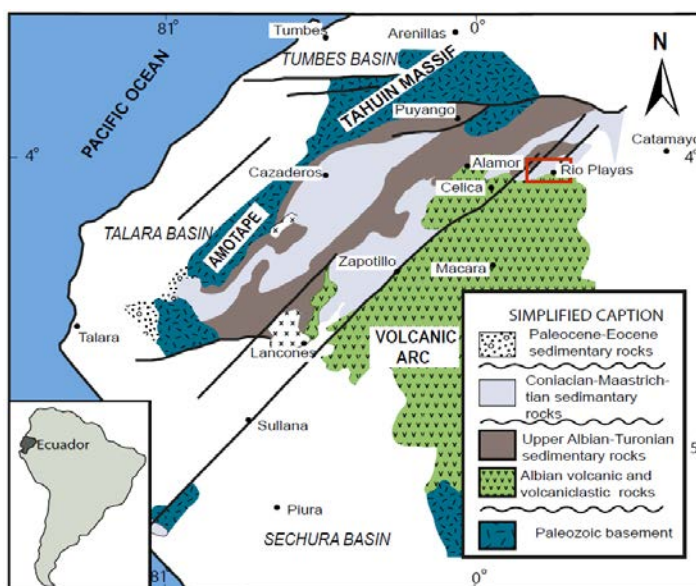 81
0
Tumbes
Arenillas
TUMBES BASIN
N
PACIFIC OCEAN
TAHUIN MASSIF
Puyango
Catamayo
4°
4°
Alamor
Rio Playas
Cazaderos
Celica
TALARA BASIN
AMOTAPE
Zapotillo
Macara
Talara
Lancones
VOLCANIC
ARC
Sullana
Piura
SECHURA BASIN
5
81
0
Ecuador
SIMPLIFIED CAPTION
Paleocene-Eocene
sedimentary rocks
Coniacian-Maastrich-
tian sedimantary
rocks
Upper Albian-Turonian
sedimentary rocks
Albian volcanic and
volcaniclastic rocks
Paleozoic basement